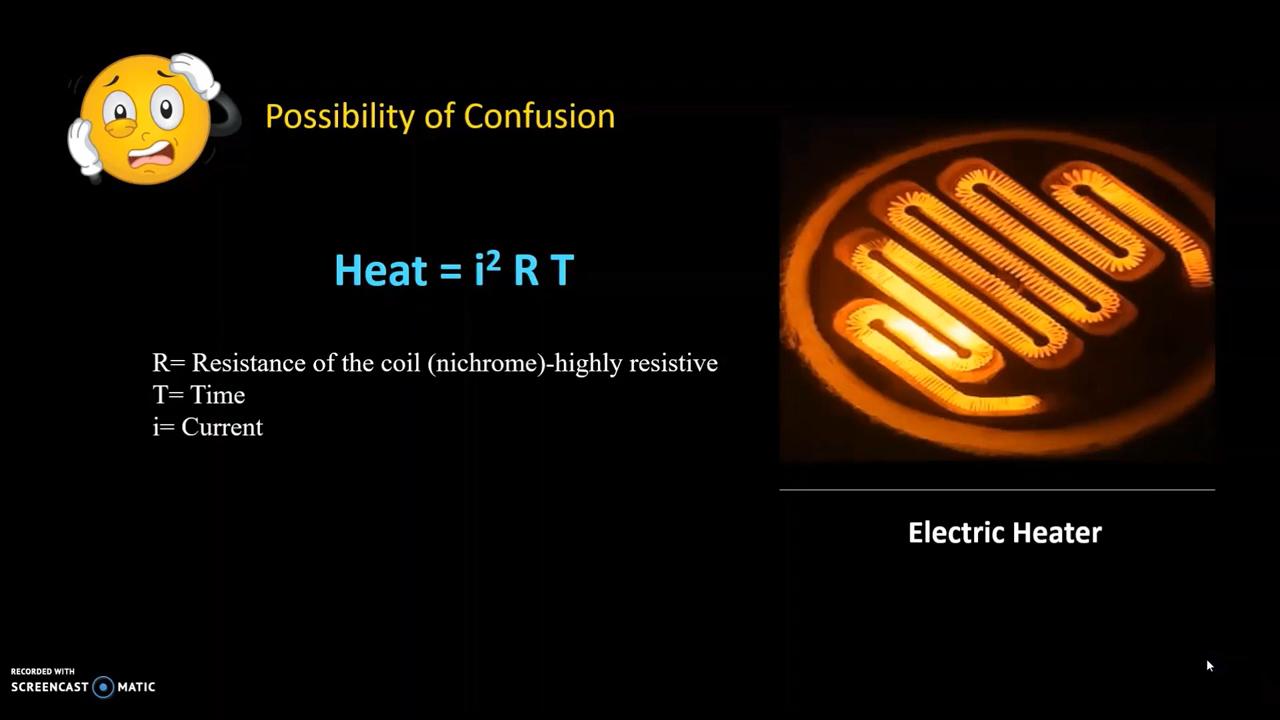 Possibility of Confusion
Heat = i² R T
R= Resistance of the coil (nichrome)-highly resistive
T= Time
i= Current
Electric Heater
RECORDED WITH
SCREENCAST MATIC